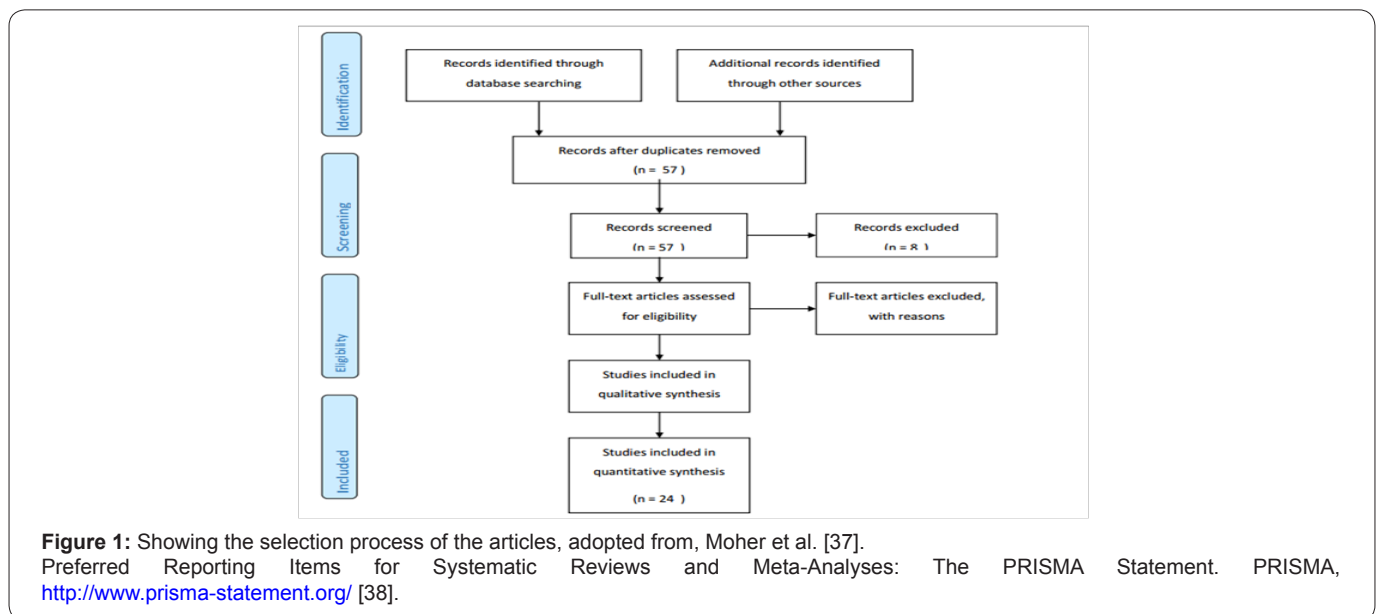 Identification
Records identified through
database searching
Additional records identified
through other sources
Records after duplicates removed
(n = 57 )
Screening
Records screened
(n = 57 )
Records excluded
(n = 8 )
Eligibility
Full-text articles assessed
for eligibility
Full-text articles excluded,
with reasons
Studies included in
qualitative synthesis
Included
Studies included in
quantitative synthesis
(n = 24 )
Figure 1: Showing the selection process of the articles, adopted from, Moher et al. [37].
Preferred Reporting Items for Systematic Reviews and Meta-Analyses: The PRISMA Statement. PRISMA,
http://www.prisma-statement.org/ [38].